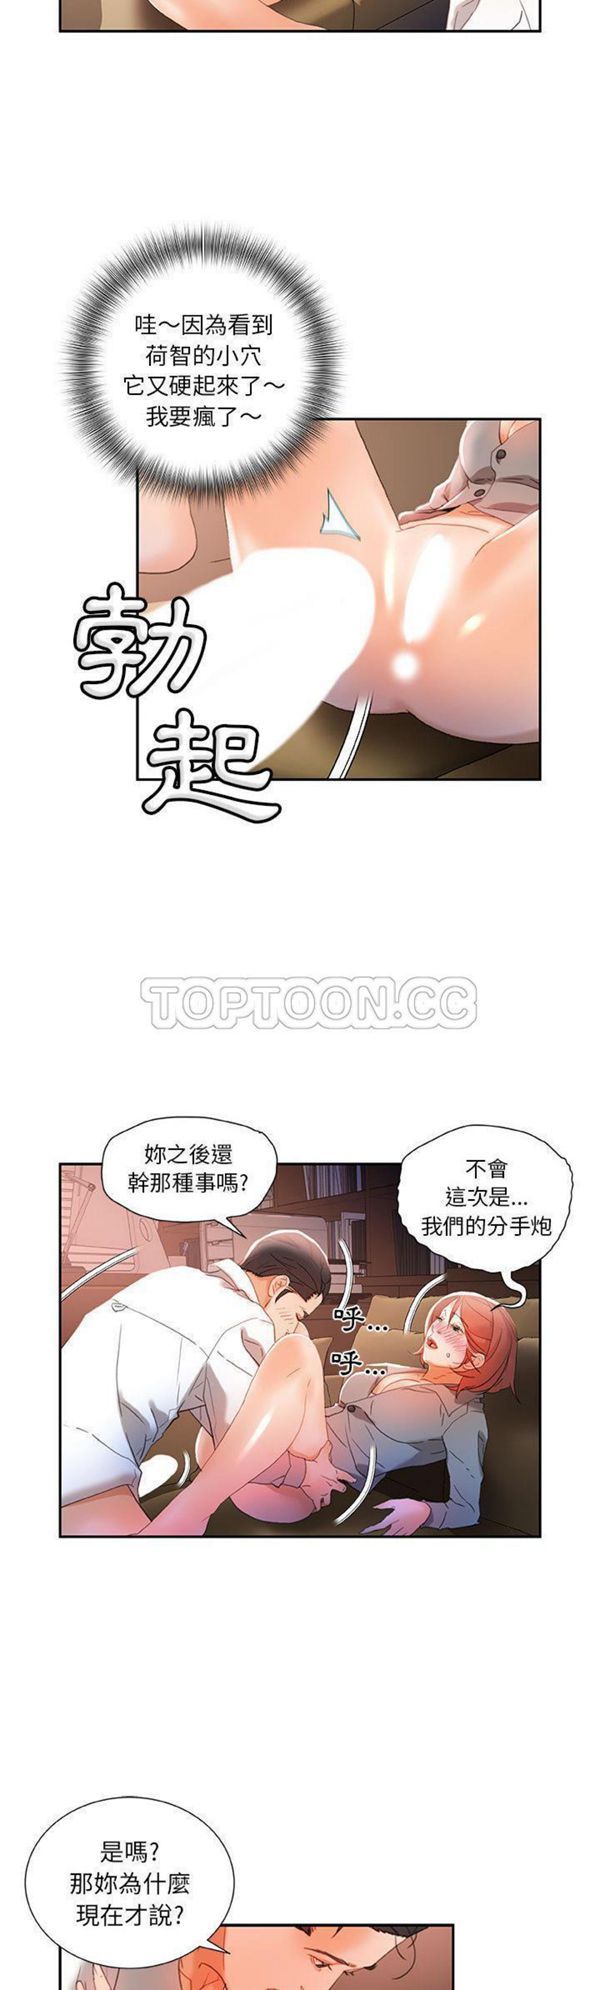 哇～因為看到
荷智的小穴
它又硬起來了～
我要瘋了～
勃
起
TOPTOON.CC
妳之後還
幹那種事嗎?
不會
這次是...
我們的分手炮
呼...
呼...
是嗎?
那妳為什麼
現在才說?